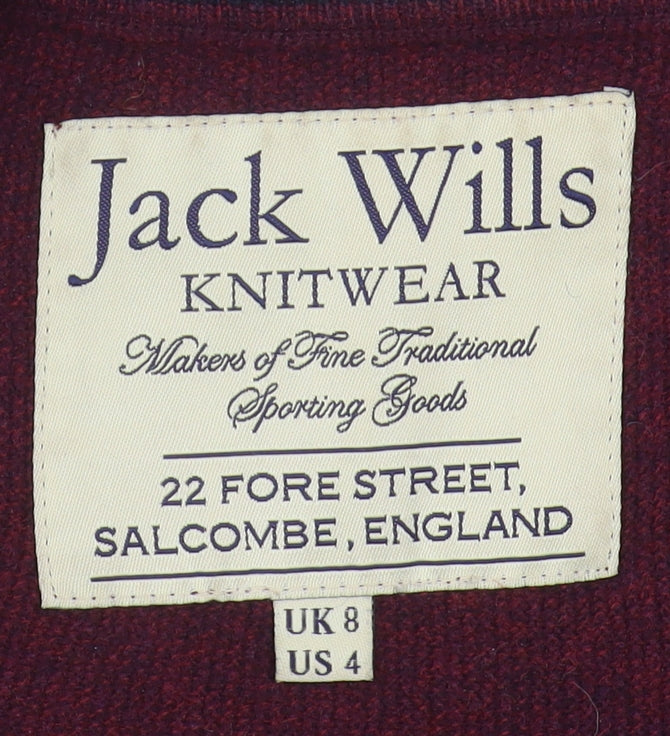 Jack Wills
KNITWEAR
Makers of Fine Traditional
Sporting Goods
22 FORE STREET,
SALCOMBE, ENGLAND
UK 8
US 4